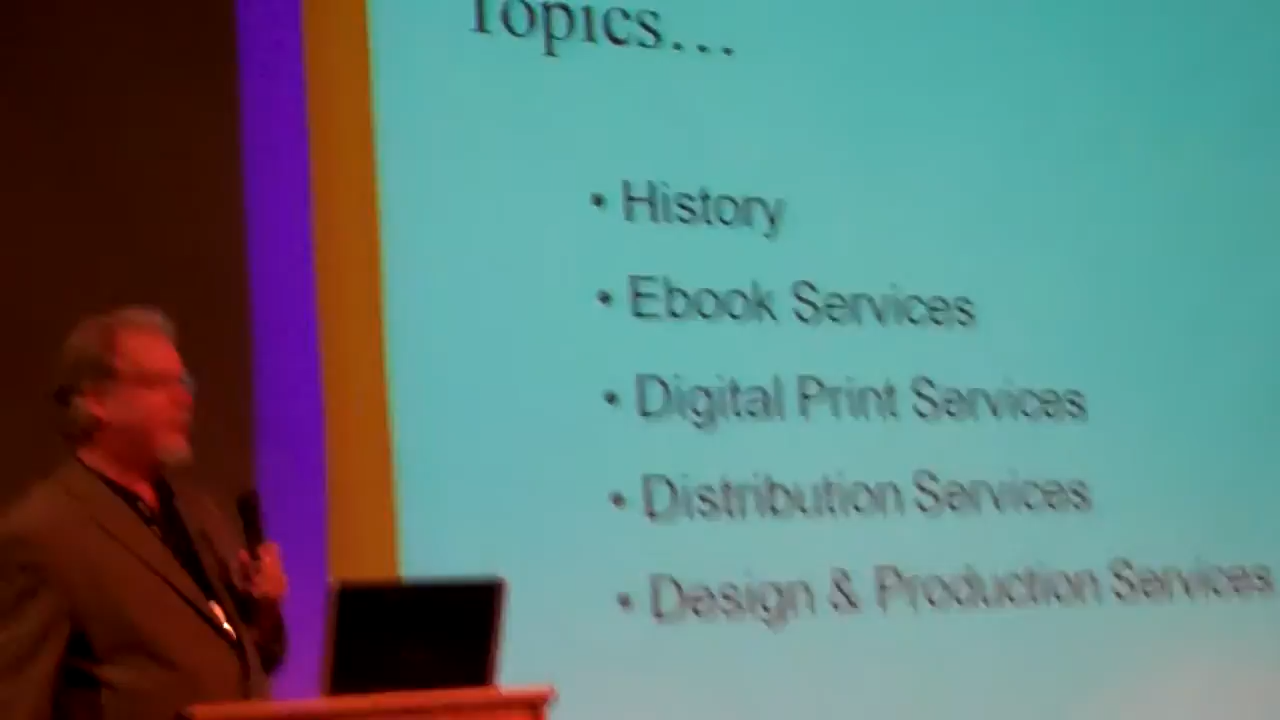 Topics...
• History
• Ebook Services
• Digital Print Services
• Distribution Services
• Design & Production Services